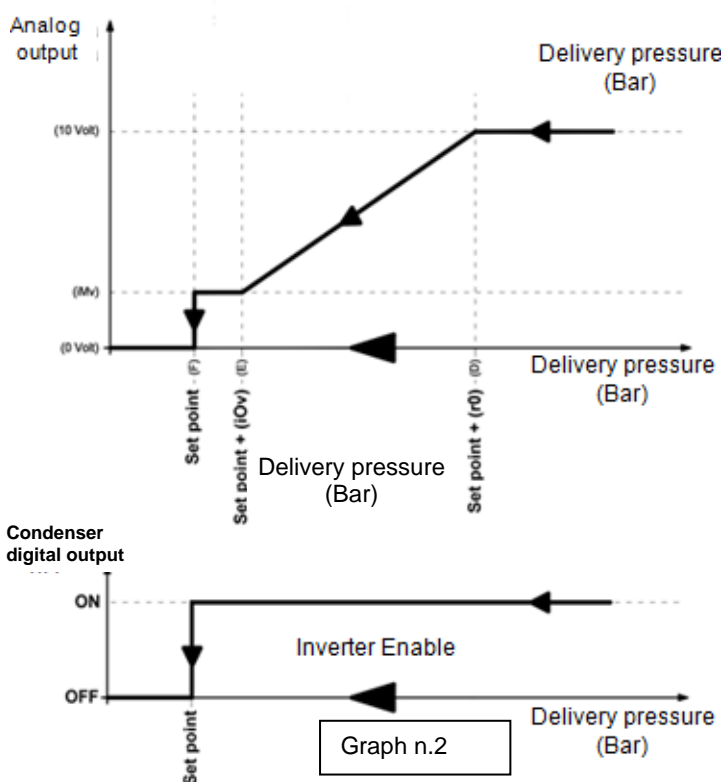 Analog
output
Delivery pressure
(Bar)
(10 Volt)
(iMv)
(0 Volt)
Delivery pressure
(Bar)
Set point - (F)
Set point + (iOv) - (E)
Set point + (r0) - (D)
Delivery pressure
(Bar)
Condenser
digital output
ON
Inverter Enable
OFF
Delivery pressure
(Bar)
Set point
Graph n.2